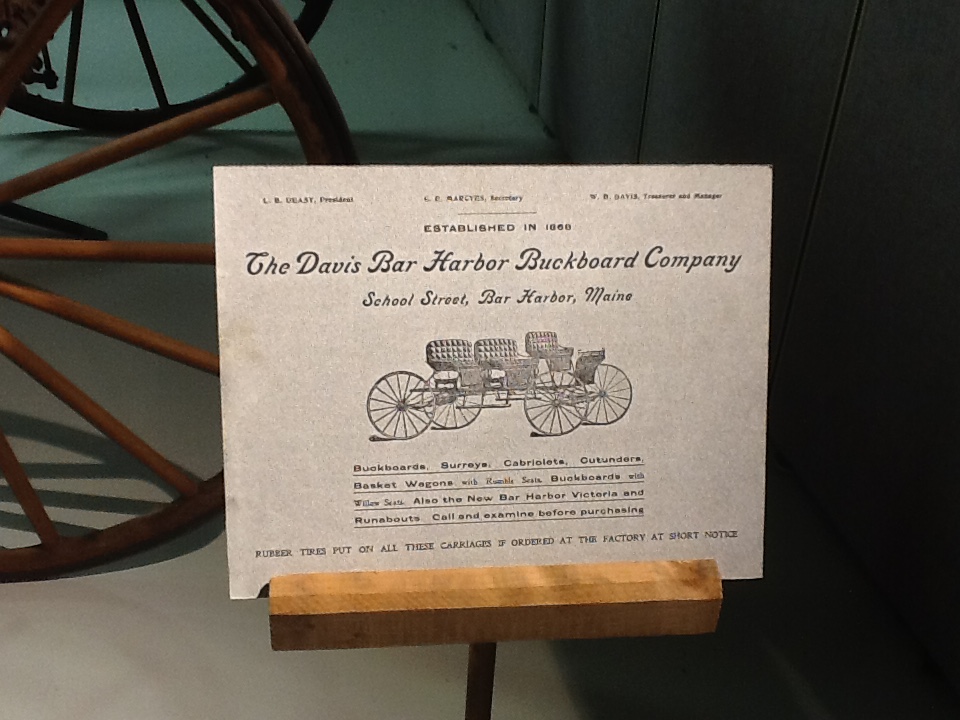 L. B. DEASY, President
Secretary
W. B. DAVIS, Treasurer and Manager
ESTABLISHED IN 1868
The Davis Bar Harbor Buckboard Company
School Street, Bar Harbor, Maine
Buckboards, Surreys, Cabriolets, Cutunders,
Basket Wagons with Rumble Seats. Buckboards with
Willow Seats. Also the New Bar Harbor Victoria and
Runabouts Call and examine before purchasing
RUBBER TIRES PUT ON ALL THESE CARRIAGES IF ORDERED AT THE FACTORY AT SHORT NOTICE